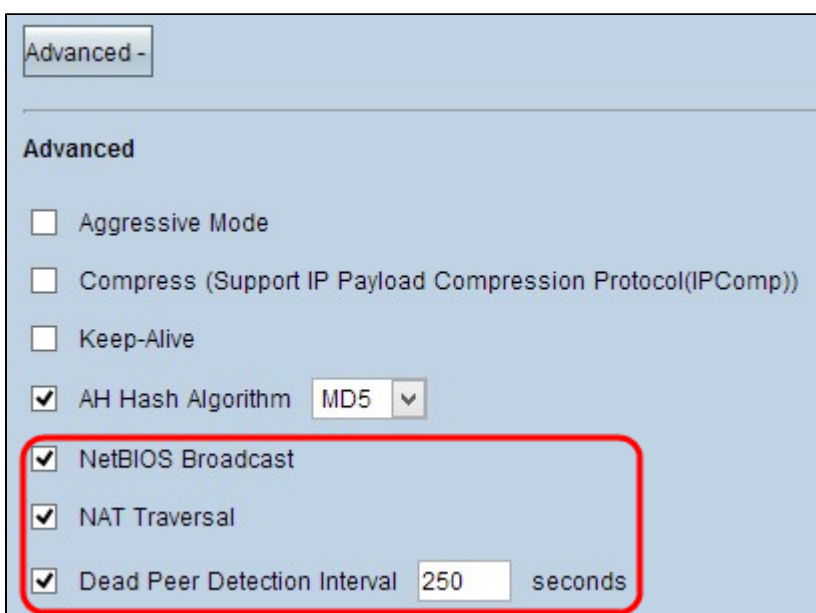 Advanced -
Advanced
Aggressive Mode
Compress (Support IP Payload Compression Protocol(IPComp))
Keep-Alive
AH Hash Algorithm MD5
NetBIOS Broadcast
NAT Traversal
Dead Peer Detection Interval 250 seconds